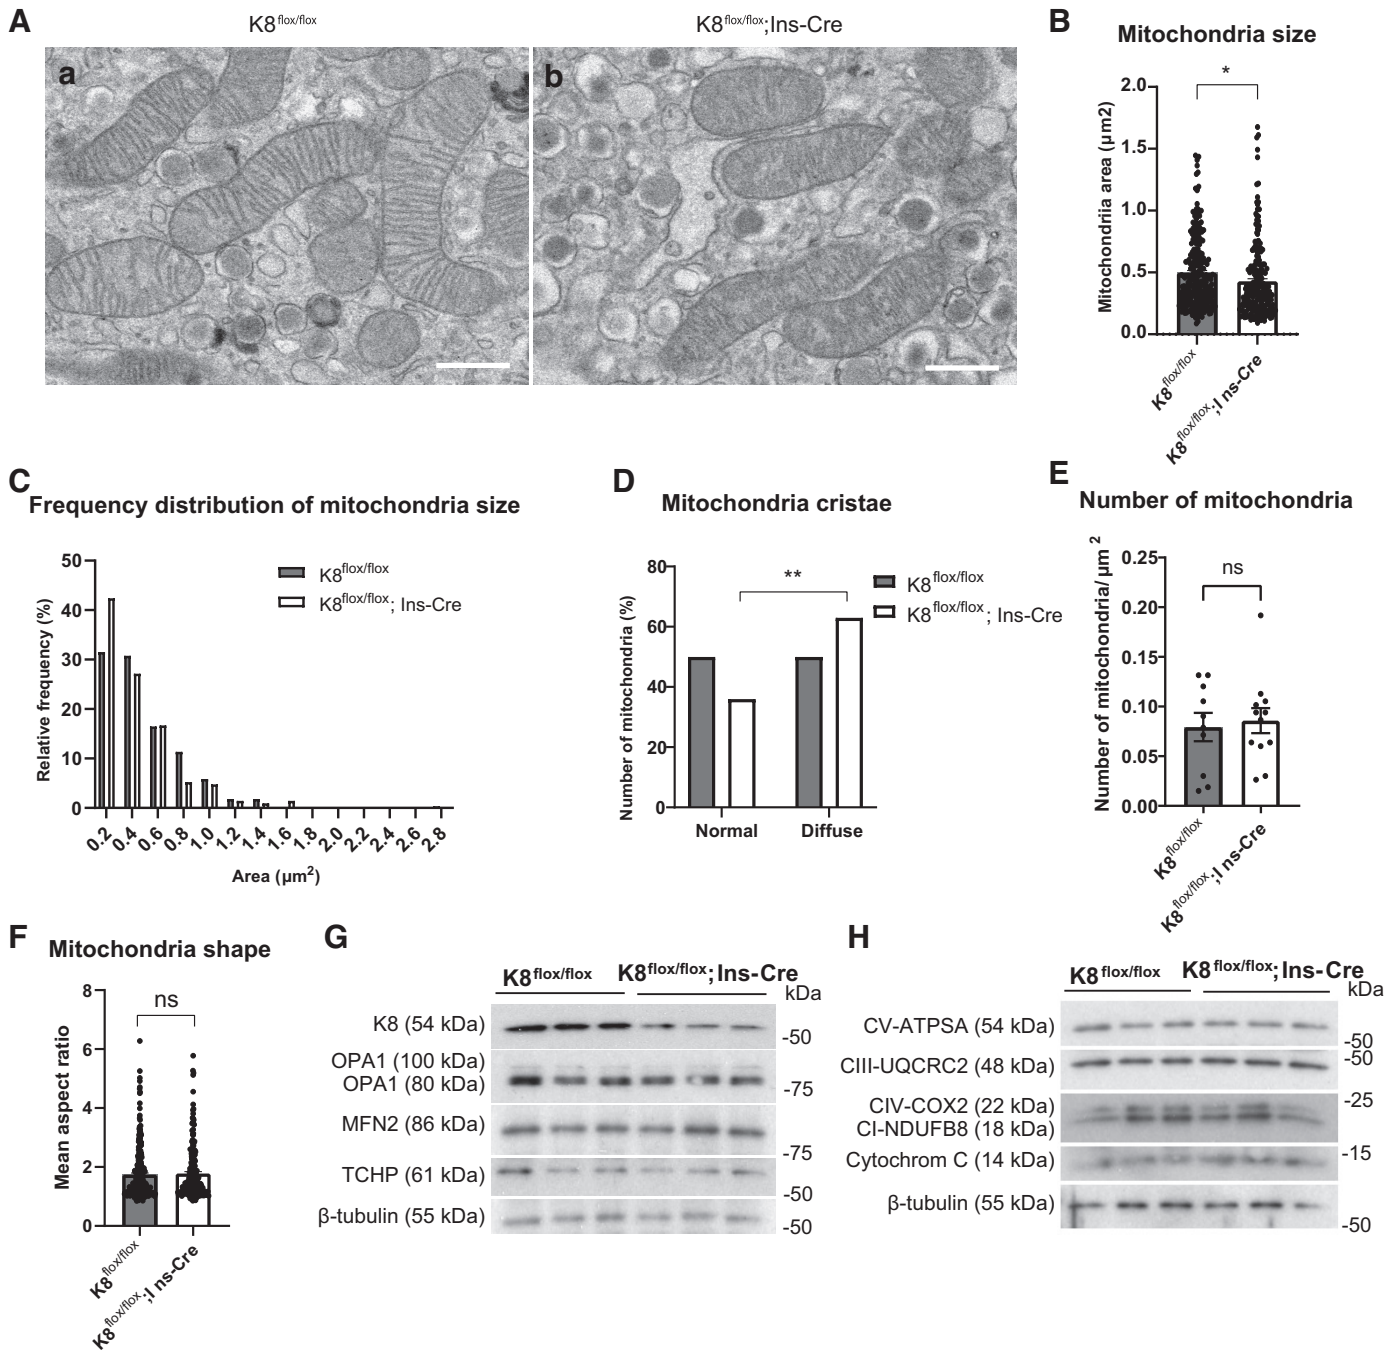 A
K8flox/flox
K8flox/flox;Ins-Cre
a
b
B
Mitochondria size
*
Mitochondriia area (µm2)
2.0
1.5
1.0
0.5
0.0
K8flox/flox
K8flox/flox;I ns-Cre
C
Frequency distribution of mitochondria size
Relative frequency (%)
50
40
30
20
10
0
K8flox/flox
K8flox/flox; Ins-Cre
0.2 0.4 0.6 0.8 1.0 1.2 1.4 1.6 1.8 2.0 2.2 2.4 2.6 2.8
Area (µm2)
D
Mitochondria cristae
Number of mitochondria (%)
80
60
40
20
0
**
K8flox/flox
K8flox/flox; Ins-Cre
Normal Diffuse
E
Number of mitochondria
Number of mitochondria/µm2
0.25
0.20
0.15
0.10
0.05
0.00
ns
K8flox/flox
K8flox/flox;I ns-Cre
F
Mitochondria shape
Mean aspect ratio
8
6
4
2
0
ns
K8flox/flox
K8flox/flox;I ns-Cre
G
K8flox/flox K8flox/flox;Ins-Cre
kDa
K8 (54 kDa)
-50
OPA1 (100 kDa)
OPA1 (80 kDa)
-75
MFN2 (86 kDa)
-75
TCHP (61 kDa)
-50
β-tubulin (55 kDa)
-50
H
K8flox/flox K8flox/flox;Ins-Cre
kDa
CV-ATPSA (54 kDa)
-50
-50
CIII-UQCRC2 (48 kDa)
CIV-COX2 (22 kDa)
-25
CI-NDUFB8 (18 kDa)
Cytochrom C (14 kDa)
-15
β-tubulin (55 kDa)
-50